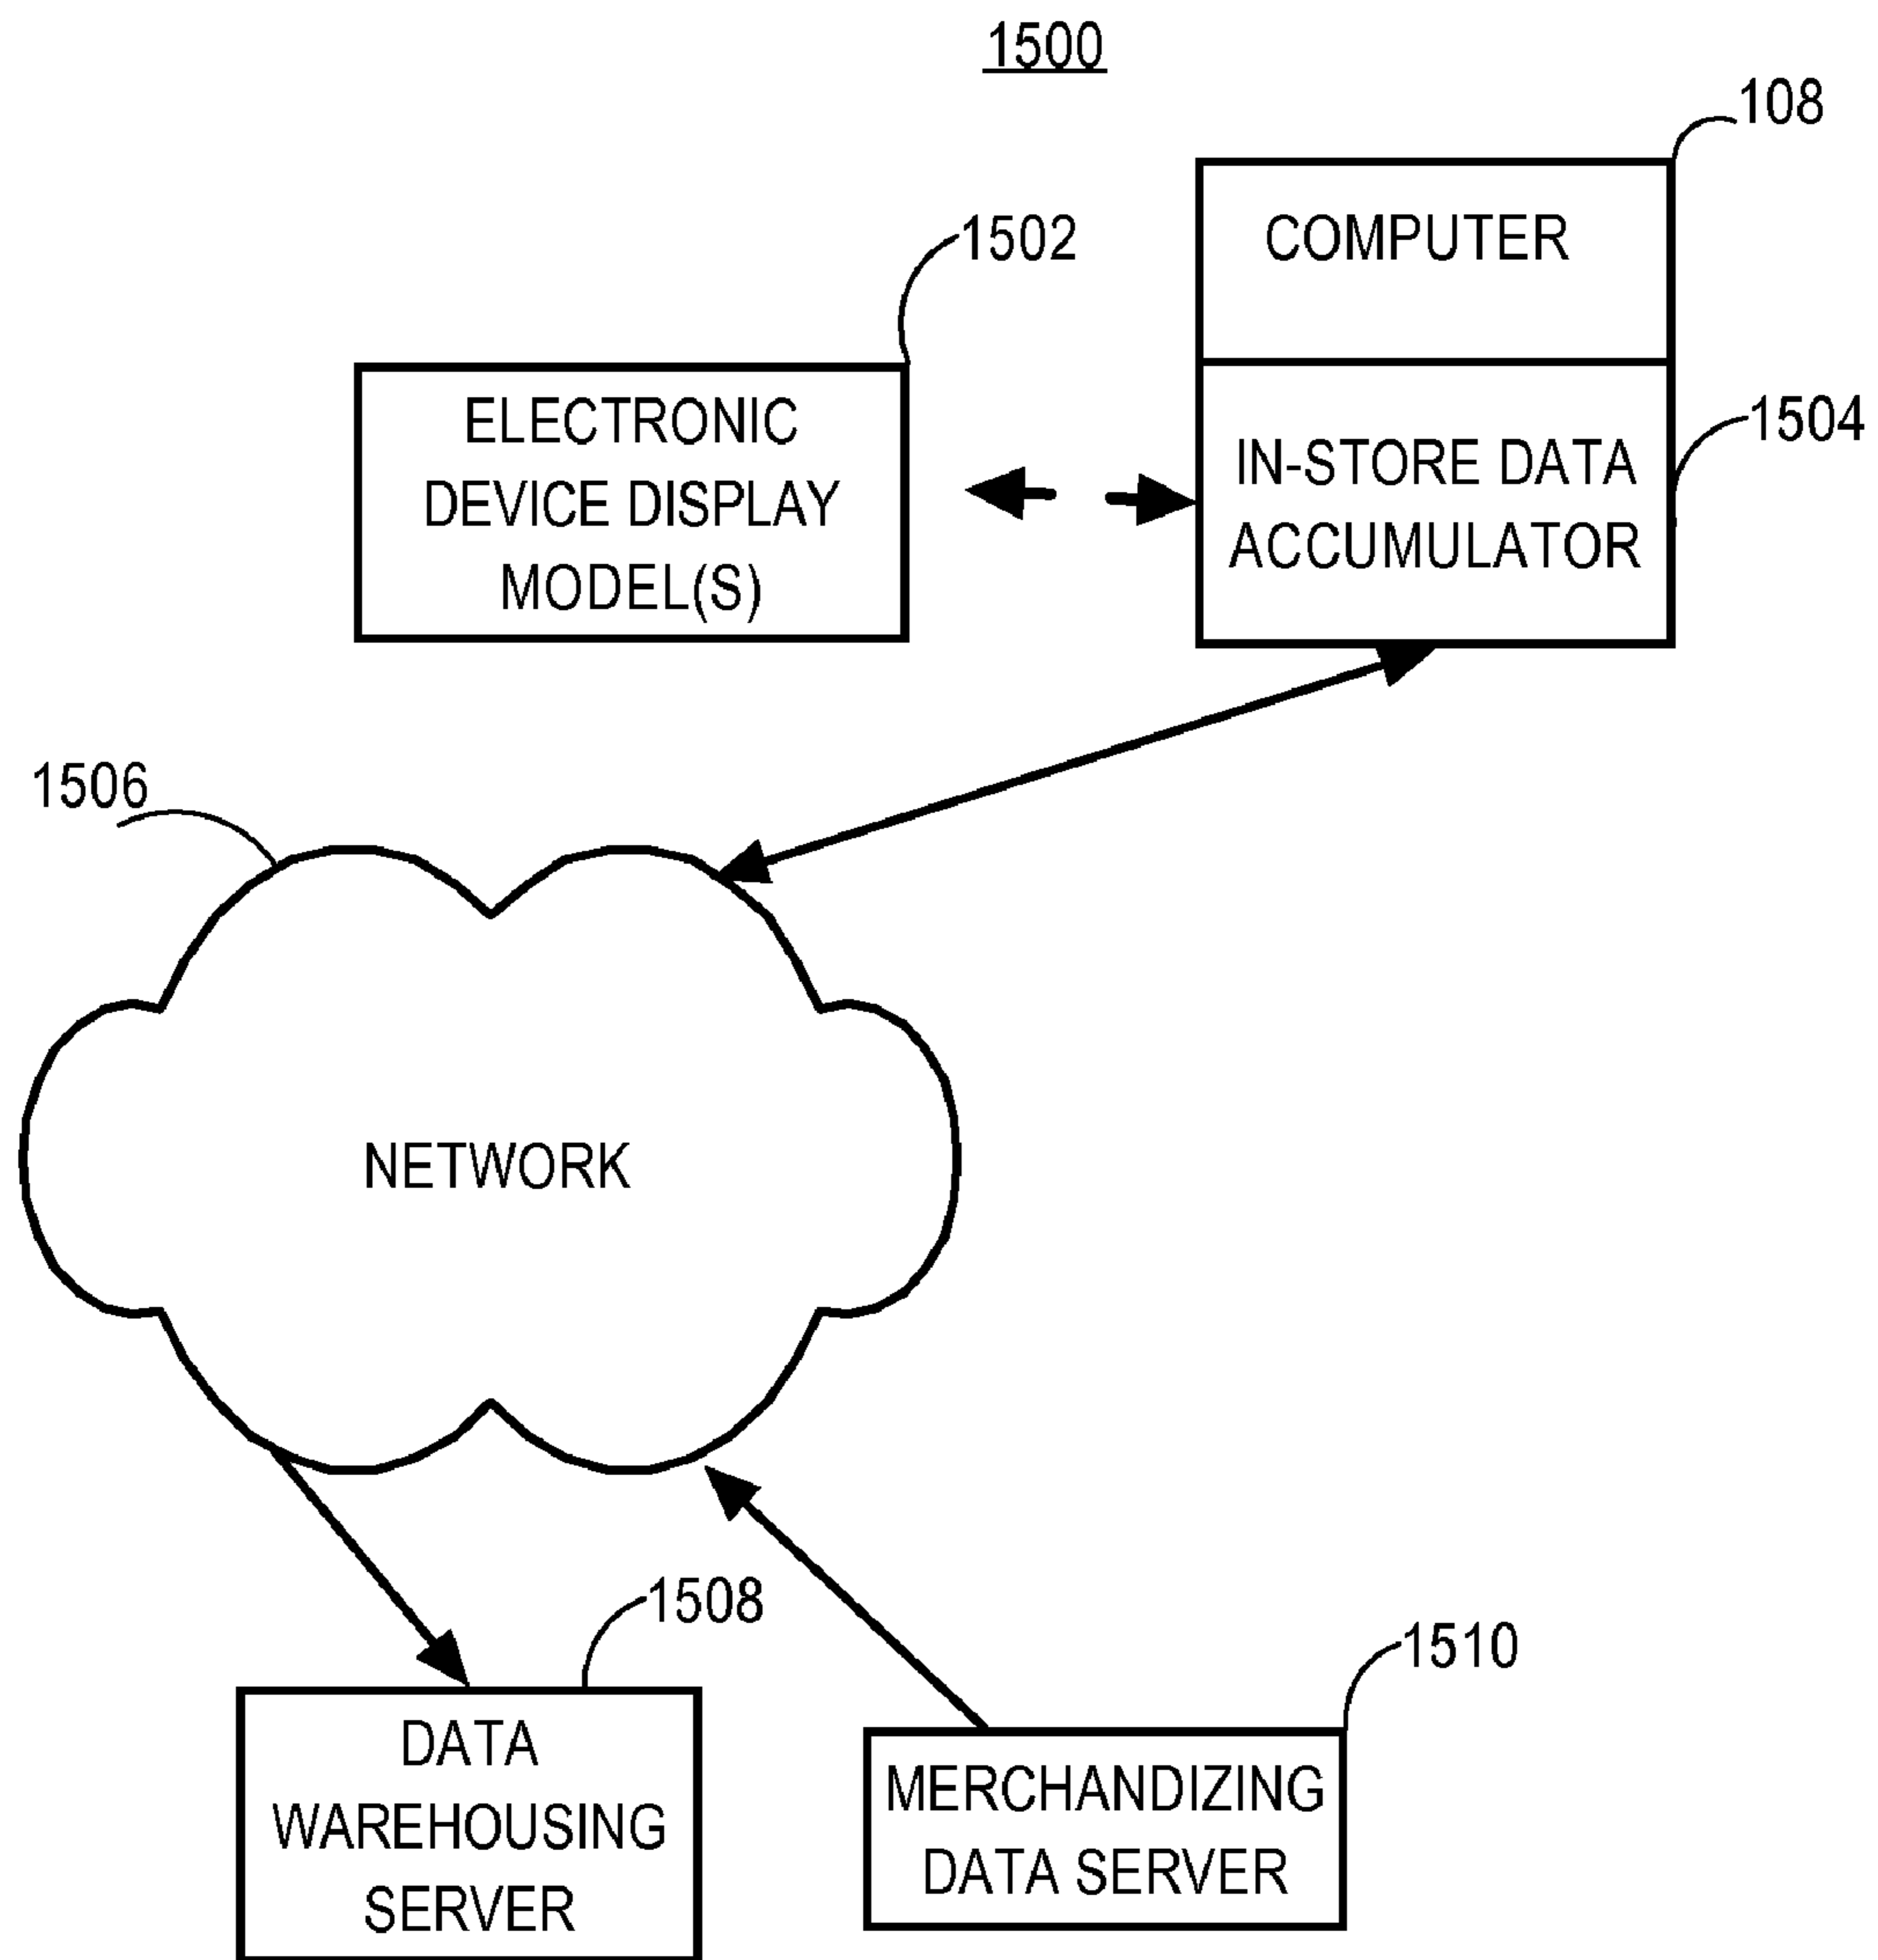 1500
108
COMPUTER
1502
ELECTRONIC
DEVICE DISPLAY
MODEL(S)
1504
IN-STORE DATA
ACCUMULATOR
1506
NETWORK
1508
DATA
WAREHOUSING
SERVER
1510
MERCHANDIZING
DATA SERVER